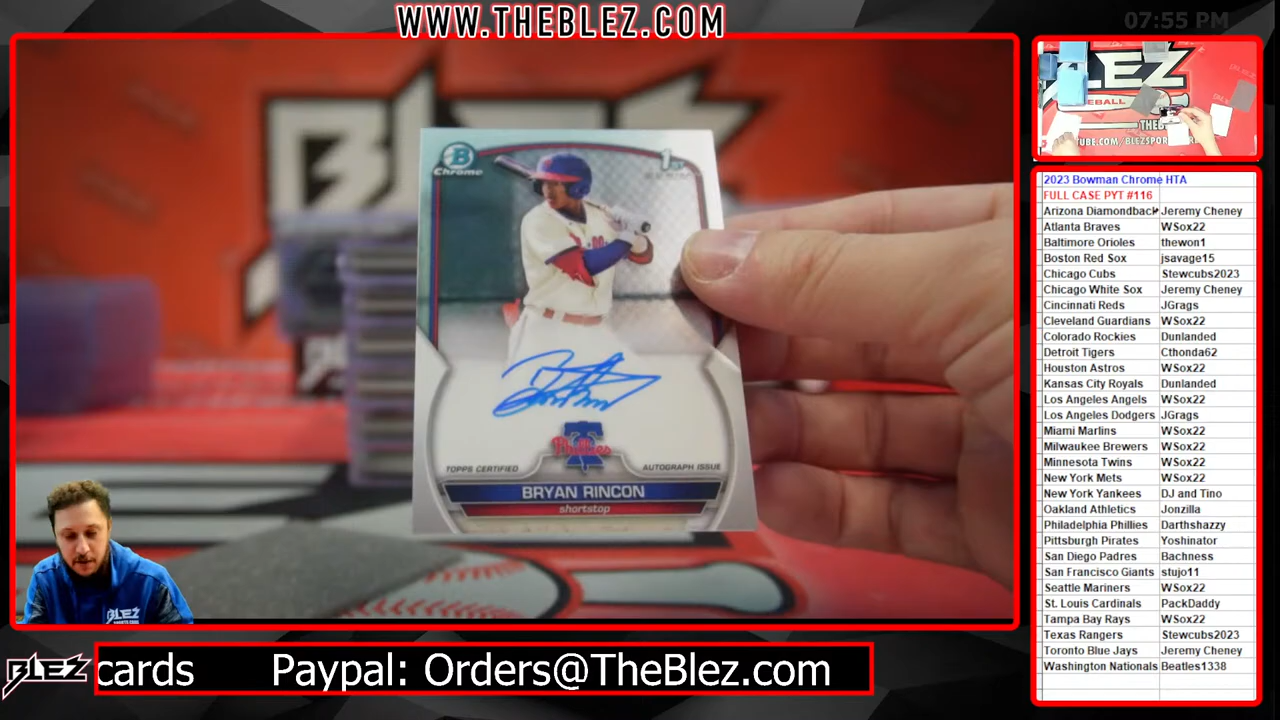 WWW.THEBLEZ.COM
07:55 PM
B
Chrome
1ST
Phillies
TOPPS CERTIFIED
AUTOGRAPH ISSUE
BRYAN RINCON
shortstop
BLEZ
BLEZ
cards Paypal: Orders@TheBlez.com
LEZ
EBALL
2023 Bowman Chrome HTA
FULL CASE PYT #116
Arizona Diamondback Jeremy Cheney
Atlanta Braves WSox22
Baltimore Orioles thewon1
Boston Red Sox jsavage15
Chicago Cubs Stewcubs2023
Chicago White Sox Jeremy Cheney
Cincinnati Reds JGrags
Cleveland Guardians WSox22
Colorado Rockies Dunlanded
Detroit Tigers Cthonda62
Houston Astros WSox22
Kansas City Royals Dunlanded
Los Angeles Angels WSox22
Los Angeles Dodgers JGrags
Miami Marlins WSox22
Milwaukee Brewers WSox22
Minnesota Twins WSox22
New York Mets WSox22
New York Yankees DJ and Tino
Oakland Athletics Jonzilla
Philadelphia Phillies Darthshazzy
Pittsburgh Pirates Yoshinator
San Diego Padres Bachness
San Francisco Giants stujo11
Seattle Mariners WSox22
St. Louis Cardinals PackDaddy
Tampa Bay Rays WSox22
Texas Rangers Stewcubs2023
Toronto Blue Jays Jeremy Cheney
Washington Nationals Beatles1338